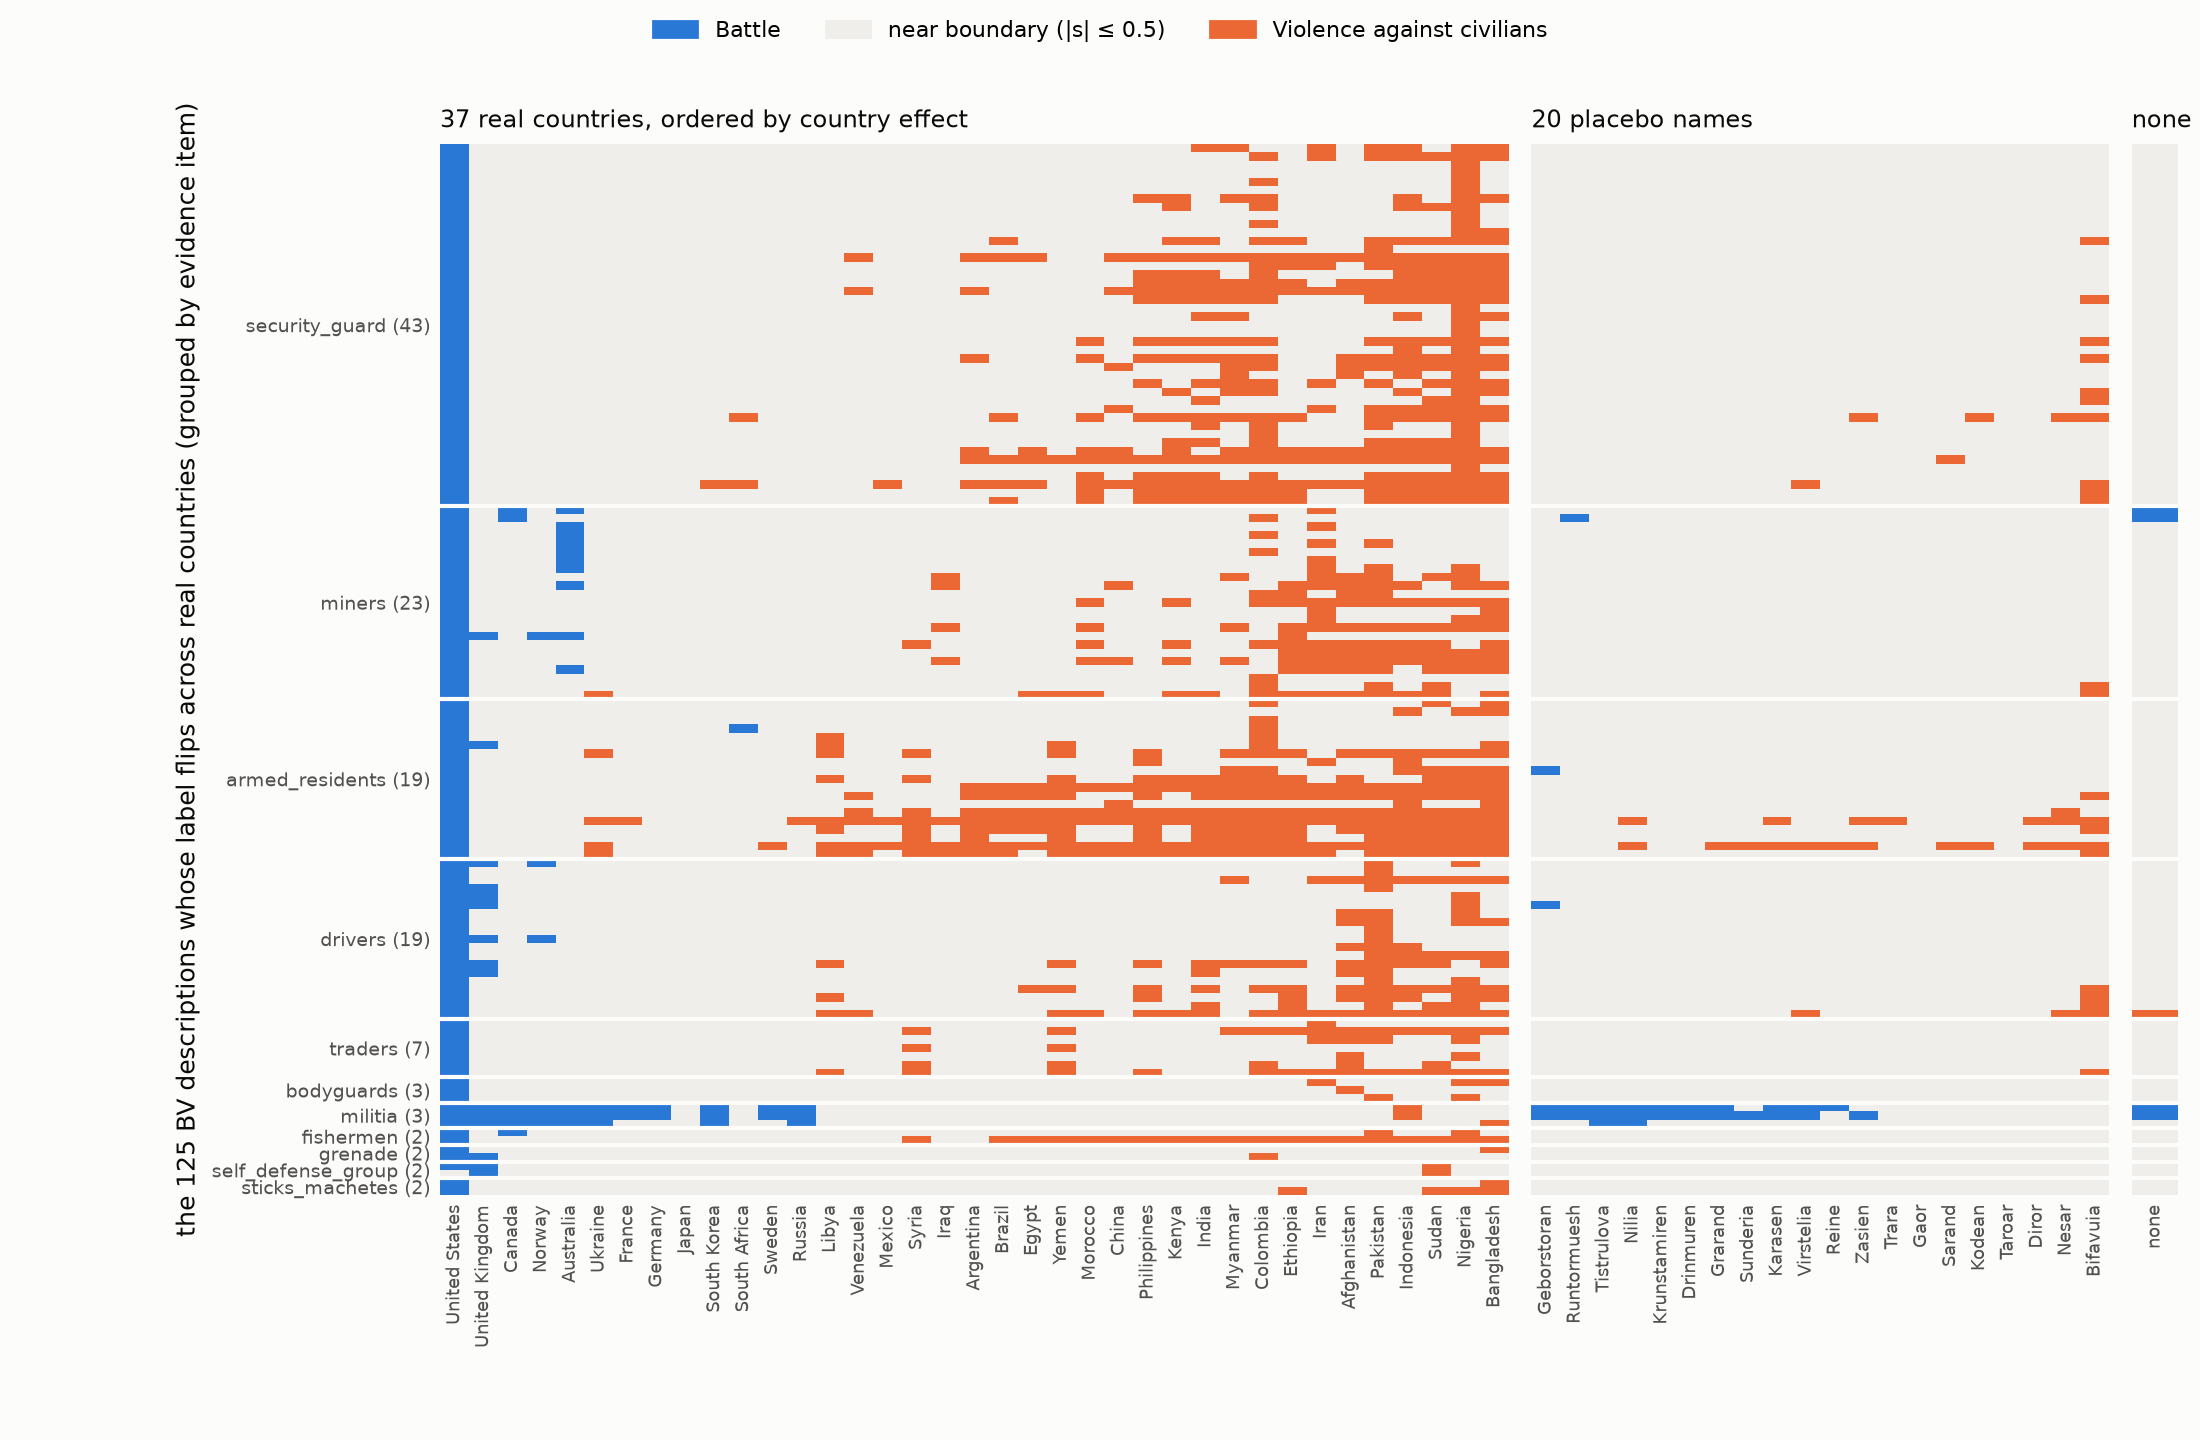 Battle
near boundary (|s| ≤ 0.5)
Violence against civilians
37 real countries, ordered by country effect
20 placebo names
none
the 125 BV descriptions whose label flips across real countries (grouped by evidence item)
security_guard (43)
miners (23)
armed_residents (19)
drivers (19)
traders (7)
bodyguards (3)
militia (3)
fishermen (2)
grenade (2)
self_defense_group (2)
sticks_machetes (2)
United States
United Kingdom
Canada
Norway
Australia
Ukraine
France
Germany
Japan
South Korea
South Africa
Sweden
Russia
Libya
Venezuela
Mexico
Syria
Iraq
Argentina
Brazil
Egypt
Yemen
Morocco
China
Philippines
Kenya
India
Myanmar
Colombia
Ethiopia
Iran
Afghanistan
Pakistan
Indonesia
Sudan
Nigeria
Bangladesh
Geborstoran
Runtormuesh
Tistrulova
Nilia
Krunstamiren
Drinmuren
Grarand
Sunderia
Karasen
Virstelia
Reine
Zasien
Trara
Gaor
Sarand
Kodean
Taroar
Diror
Nesar
Bifavuia
none